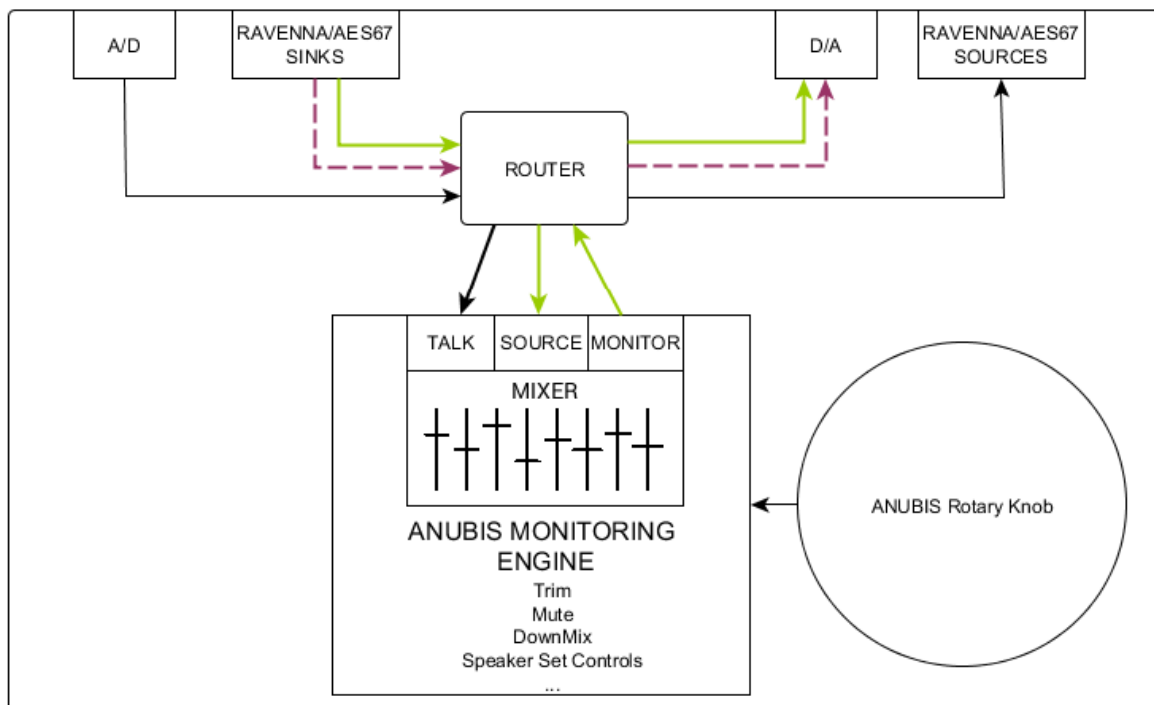 A/D
RAVENNA/AES67
SINKS
D/A
RAVENNA/AES67
SOURCES
ROUTER
TALK
SOURCE
MONITOR
MIXER
ANUBIS Rotary Knob
ANUBIS MONITORING
ENGINE
Trim
Mute
DownMix
Speaker Set Controls
...